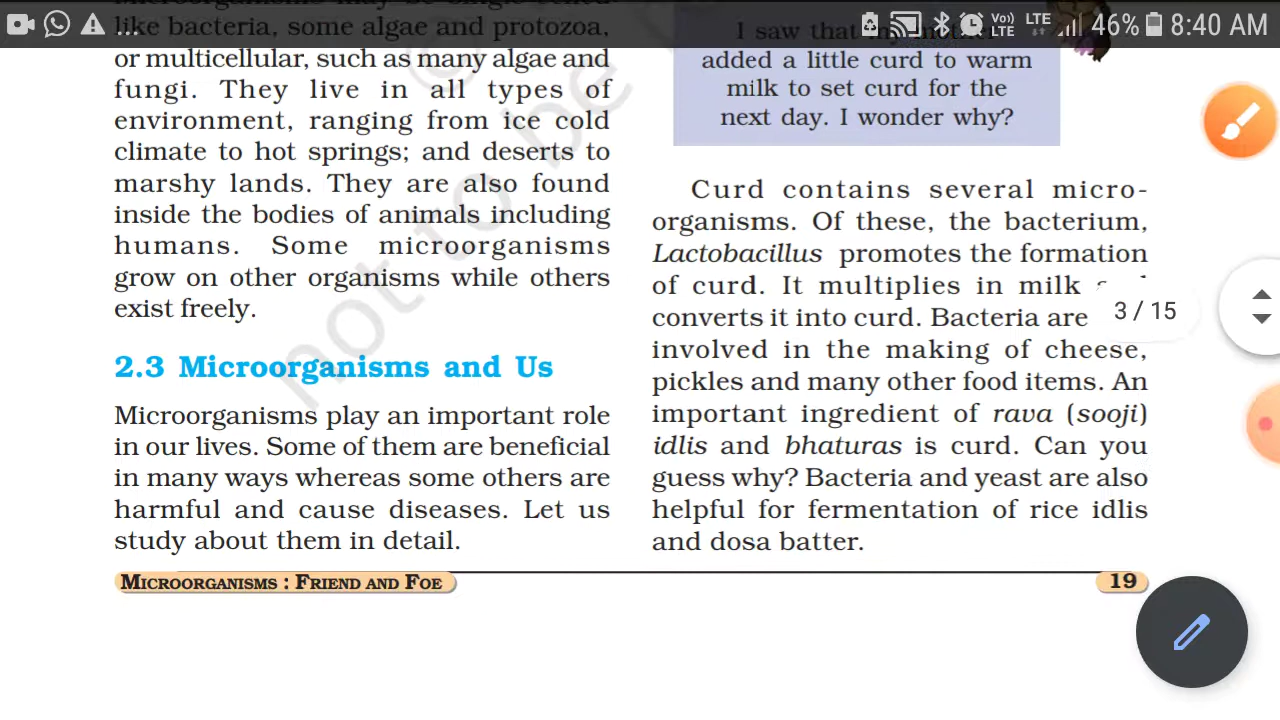 ... Vo) LTE LTE 46% 8:40 AM
like bacteria, some algae and protozoa,
or multicellular, such as many algae and
fungi. They live in all types of
environment, ranging from ice cold
climate to hot springs; and deserts to
marshy lands. They are also found
inside the bodies of animals including
humans. Some microorganisms
grow on other organisms while others
exist freely.
2.3 Microorganisms and Us
Microorganisms play an important role
in our lives. Some of them are beneficial
in many ways whereas some others are
harmful and cause diseases. Let us
study about them in detail.
I saw that my mother
added a little curd to warm
milk to set curd for the
next day. I wonder why?
Curd contains several micro-
organisms. Of these, the bacterium,
Lactobacillus promotes the formation
of curd. It multiplies in milk
converts it into curd. Bacteria are
3 / 15
involved in the making of cheese,
pickles and many other food items. An
important ingredient of rava (sooji)
idlis and bhaturas is curd. Can you
guess why? Bacteria and yeast are also
helpful for fermentation of rice idlis
and dosa batter.
MICROORGANISMS : FRIEND AND FOE
19
not to be